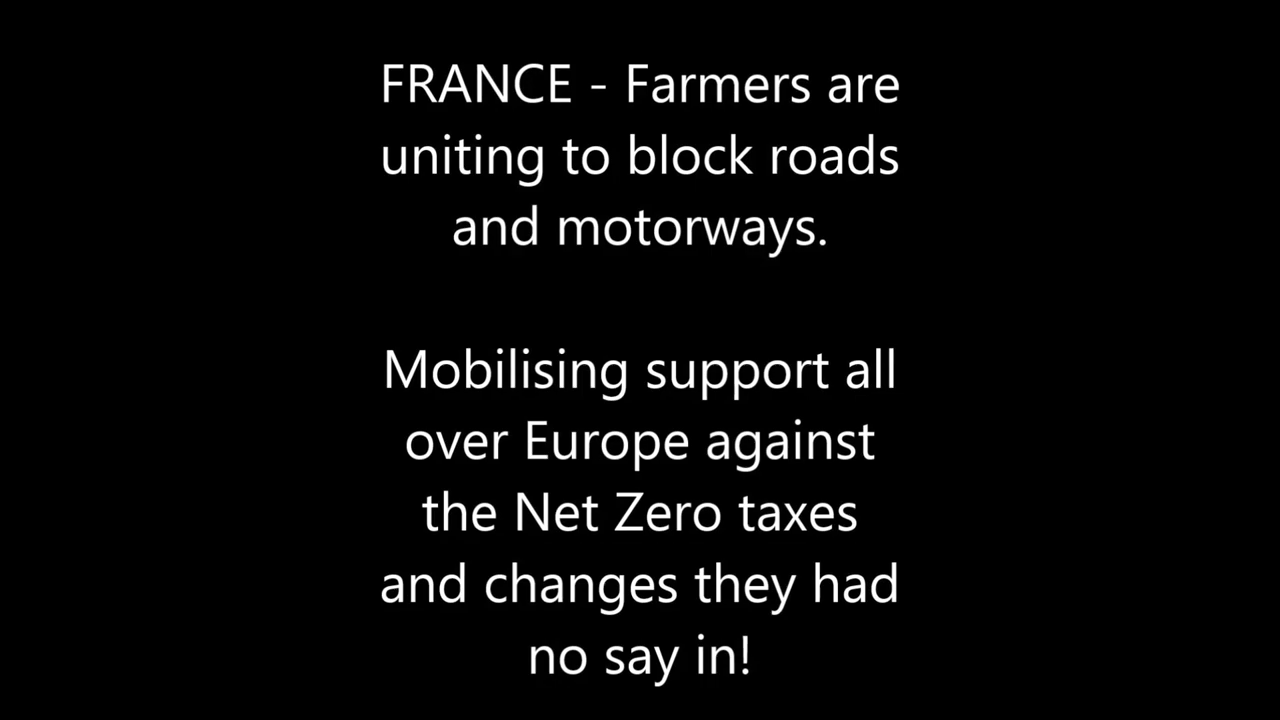 FRANCE - Farmers are
uniting to block roads
and motorways.
Mobilising support all
over Europe against
the Net Zero taxes
and changes they had
no say in!